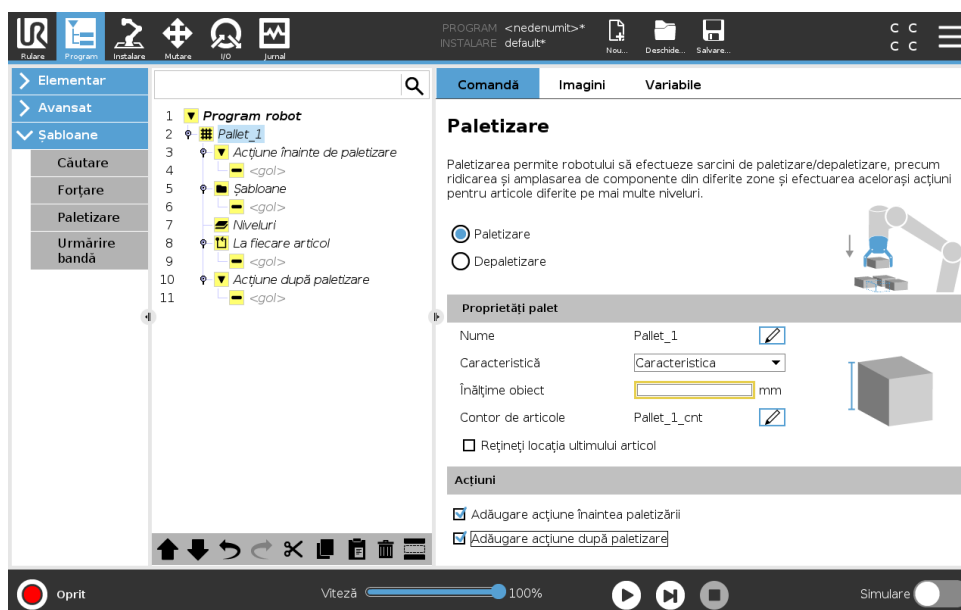 UR
PROGRAM <nedenumit>*
INSTALARE default*
Rulare Program Instalare Mutare I/O Jurnal Nou... Deschide... Salvare...
C C
C C
Elementar
Avansat
Șabloane
Căutare
Forțare
Paletizare
Urmărire
bandă
1 Program robot
2 Pallet_1
3 Acțiune înainte de paletizare
4 <gol>
5 Șabloane
6 <gol>
7 Niveluri
8 La fiecare articol
9 <gol>
10 Acțiune după paletizare
11 <gol>
Comandă Imagini Variabile
Paletizare
Paletizarea permite robotului să efectueze sarcini de paletizare/depaletizare, precum
ridicarea și amplasarea de componente din diferite zone și efectuarea acelorași acțiuni
pentru articole diferite pe mai multe niveluri.
Paletizare
Depaletizare
Proprietăți palet
Nume Pallet_1
Caracteristică Caracteristica
Înălțime obiect mm
Contor de articole Pallet_1_cnt
Rețineți locația ultimului articol
Acțiuni
Adăugare acțiune înaintea paletizării
Adăugare acțiune după paletizare
Oprit Viteză 100% Simulare